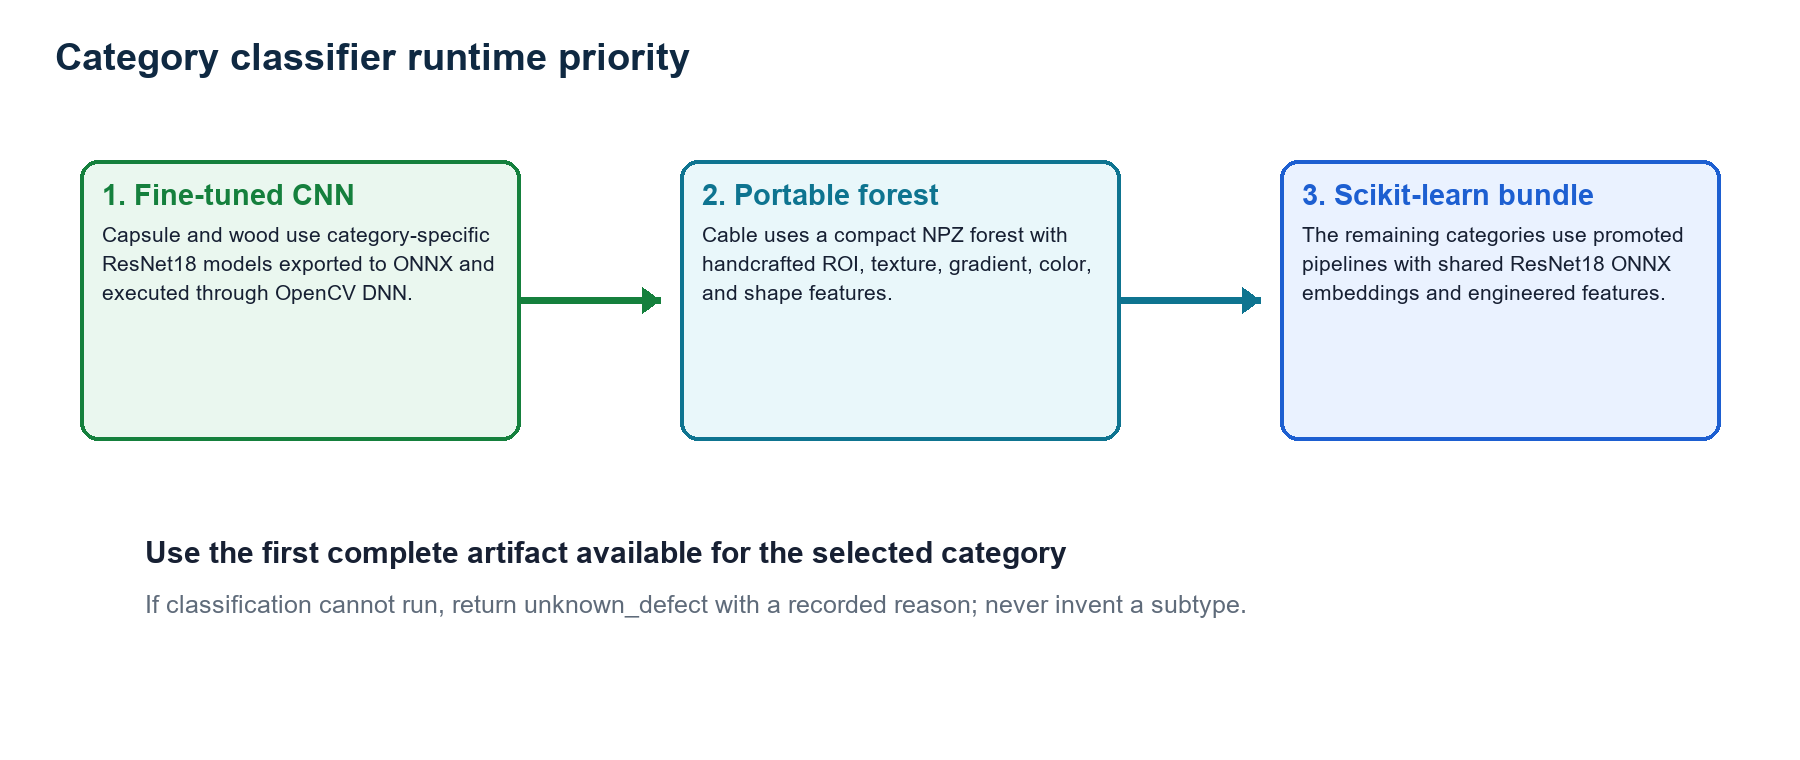 Category classifier runtime priority
1. Fine-tuned CNN
Capsule and wood use category-specific
ResNet18 models exported to ONNX and
executed through OpenCV DNN.
2. Portable forest
Cable uses a compact NPZ forest with
handcrafted ROI, texture, gradient, color,
and shape features.
3. Scikit-learn bundle
The remaining categories use promoted
pipelines with shared ResNet18 ONNX
embeddings and engineered features.
Use the first complete artifact available for the selected category
If classification cannot run, return unknown_defect with a recorded reason; never invent a subtype.